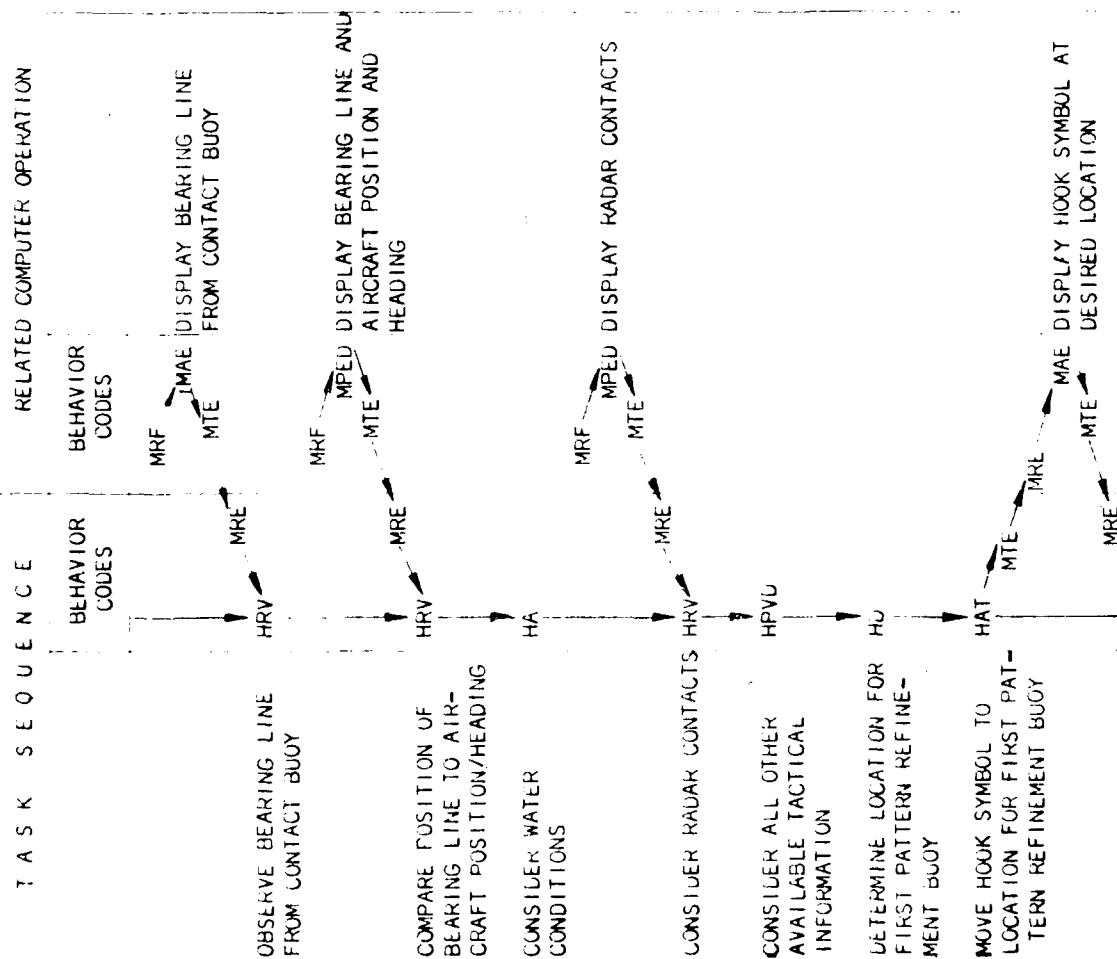 TASK SEQUENCE
RELATED COMPUTER OPERATION
BEHAVIOR
CODES
BEHAVIOR
CODES
OBSERVE BEARING LINE
FROM CONTACT BUOY
HRV
MRE
MRF
MTE
MAE
DISPLAY BEARING LINE
FROM CONTACT BUOY
COMPARE POSITION OF
BEARING LINE TO AIR-
CRAFT POSITION/HEADING
HRV
MRE
MRF
MTE
MPED
DISPLAY BEARING LINE AND
AIRCRAFT POSITION AND
HEADING
CONSIDER WATER
CONDITIONS
HA
CONSIDER RADAR CONTACTS
HRV
MRE
MRF
MTE
MPED
DISPLAY RADAR CONTACTS
CONSIDER ALL OTHER
AVAILABLE TACTICAL
INFORMATION
HPVD
DETERMINE LOCATION FOR
FIRST PATTERN REFINE-
MENT BUOY
HD
MOVE HOOK SYMBOL TO
LOCATION FOR FIRST PAT-
TERN REFINEMENT BUOY
HAT
MTE
MRE
MAE
DISPLAY HOOK SYMBOL AT
DESIRED LOCATION
MTE
MRE